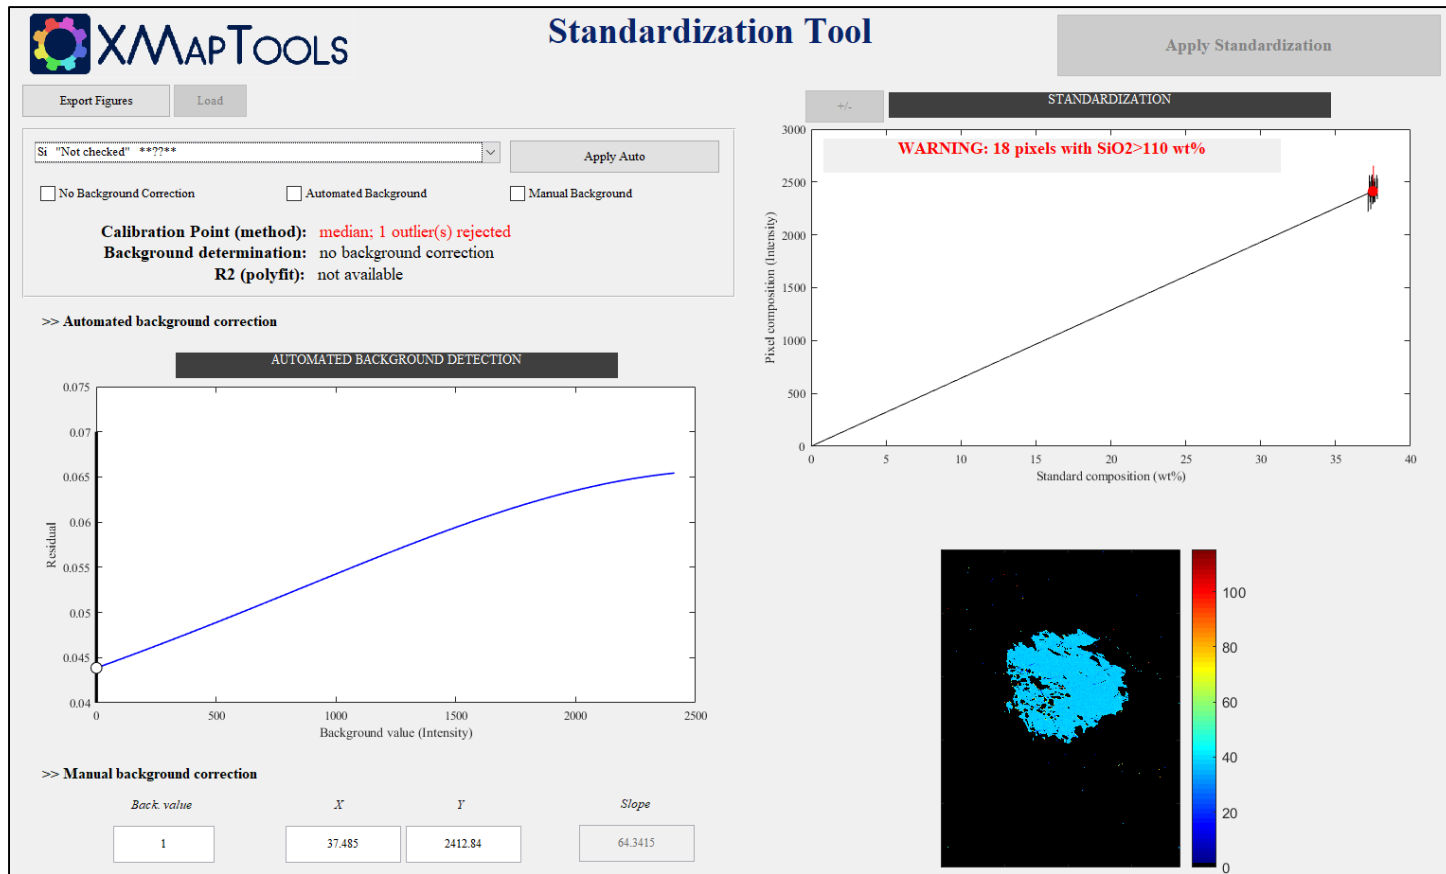 XMAPTOOLS
Standardization Tool
Apply Standardization
Export Figures
Load
Si "Not checked" **??**
Apply Auto
No Background Correction
Automated Background
Manual Background
Calibration Point (method): median; 1 outlier(s) rejected
Background determination: no background correction
R2 (polyfit): not available
>> Automated background correction
AUTOMATED BACKGROUND DETECTION
0.075
0.07
0.065
0.06
0.055
0.05
0.045
0.04
Residual
0
500
1000
1500
2000
2500
Background value (Intensity)
>> Manual background correction
Back. value
X
Y
Slope
1
37.485
2412.84
64.3415
+/-
STANDARDIZATION
WARNING: 18 pixels with SiO2>110 wt%
3000
2500
2000
1500
1000
500
0
Pixel composition (Intensity)
0
5
10
15
20
25
30
35
40
Standard composition (wt%)
100
80
60
40
20
0